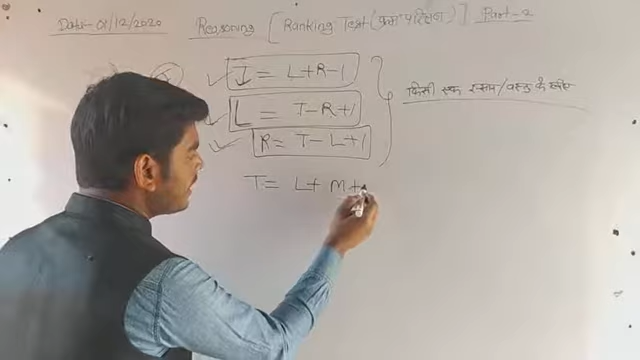 Date- 01/12/2020 Reasoning [Ranking Test (क्रम परीक्षण)] Part-2
T = L+R-1
L = T-R+1
किसी एक व्यक्ति/वस्तु के लिए
R = T-L+1
T = L+ M+